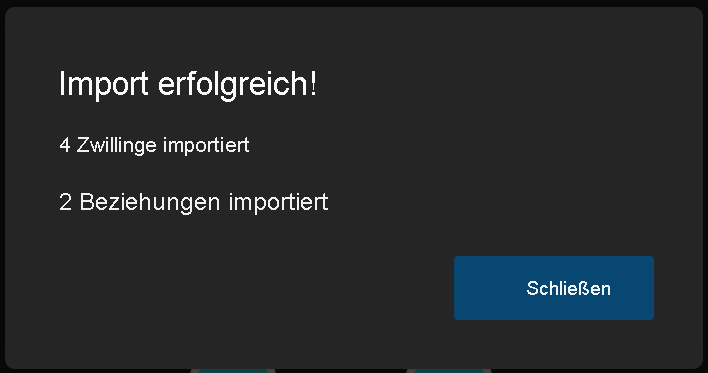 Import erfolgreich!
4 Zwillinge importiert
2 Beziehungen importiert
Schließen